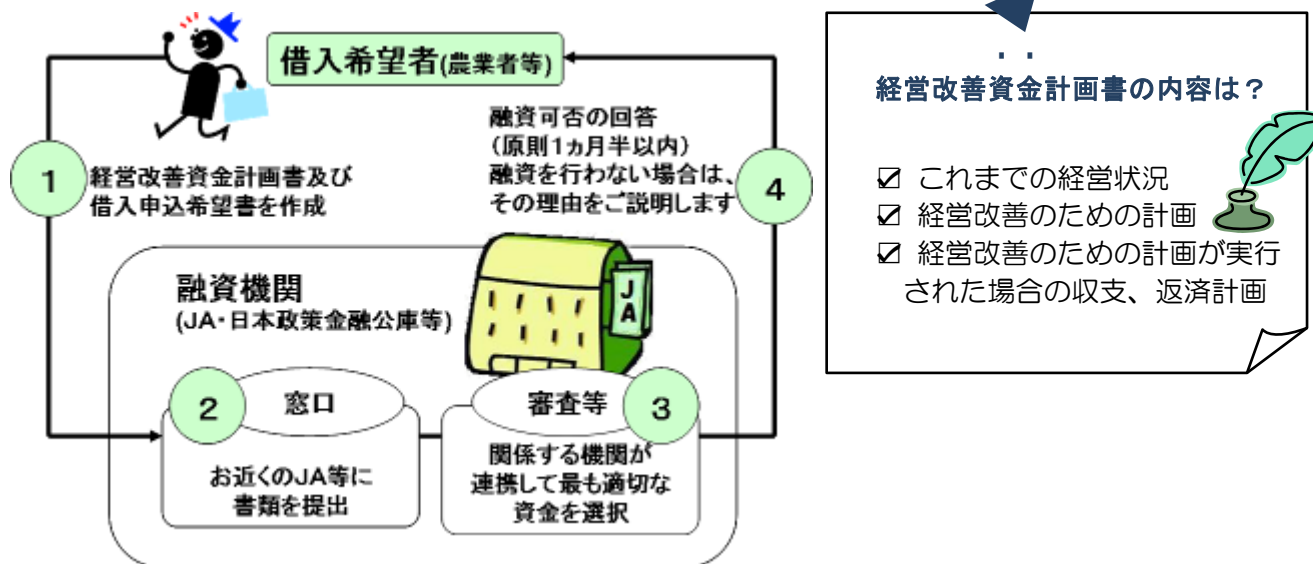 借入希望者(農業者等)
1
経営改善資金計画書及び
借入申込希望書を作成
融資可否の回答
(原則1ヵ月半以内)
融資を行わない場合は、
その理由をご説明します
4
融資機関
(JA・日本政策金融公庫等)
JA
2
窓口
お近くのJA等に
書類を提出
審査等
3
関係する機関が
連携して最も適切な
資金を選択
経営改善資金計画書の内容は？
☑ これまでの経営状況
☑ 経営改善のための計画
☑ 経営改善のための計画が実行
された場合の収支、返済計画